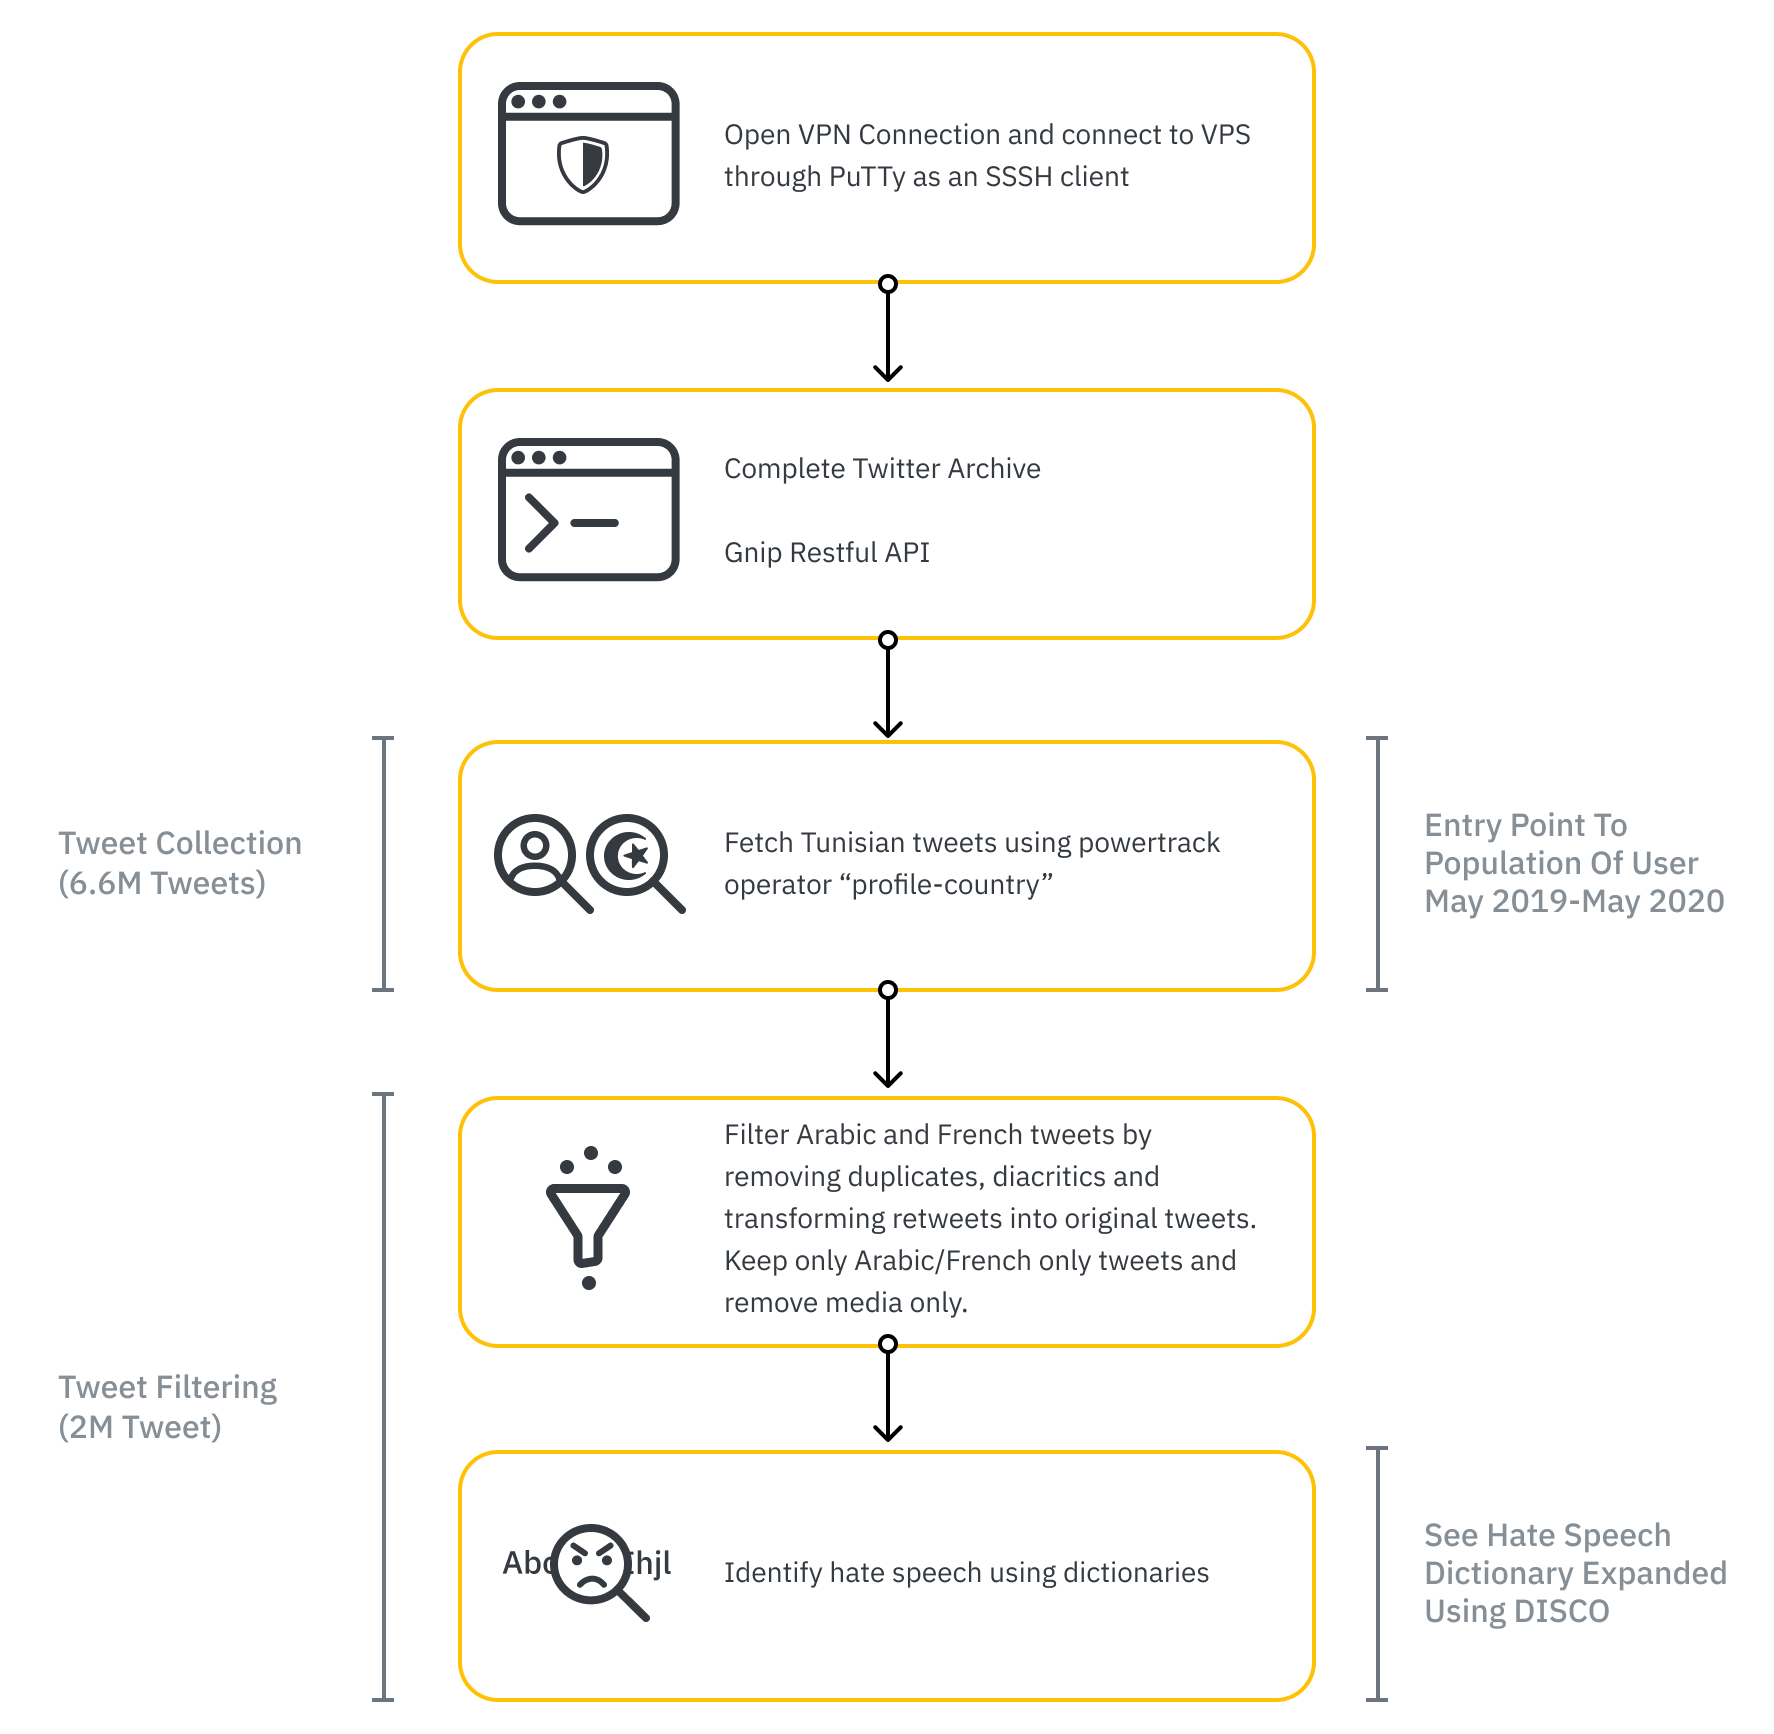 Open VPN Connection and connect to VPS
through PuTTy as an SSSH client
Complete Twitter Archive
Gnip Restful API
Tweet Collection
(6.6M Tweets)
Fetch Tunisian tweets using powertrack
operator “profile-country”
Entry Point To
Population Of User
May 2019-May 2020
Filter Arabic and French tweets by
removing duplicates, diacritics and
transforming retweets into original tweets.
Keep only Arabic/French only tweets and
remove media only.
Tweet Filtering
(2M Tweet)
Identify hate speech using dictionaries
See Hate Speech
Dictionary Expanded
Using DISCO